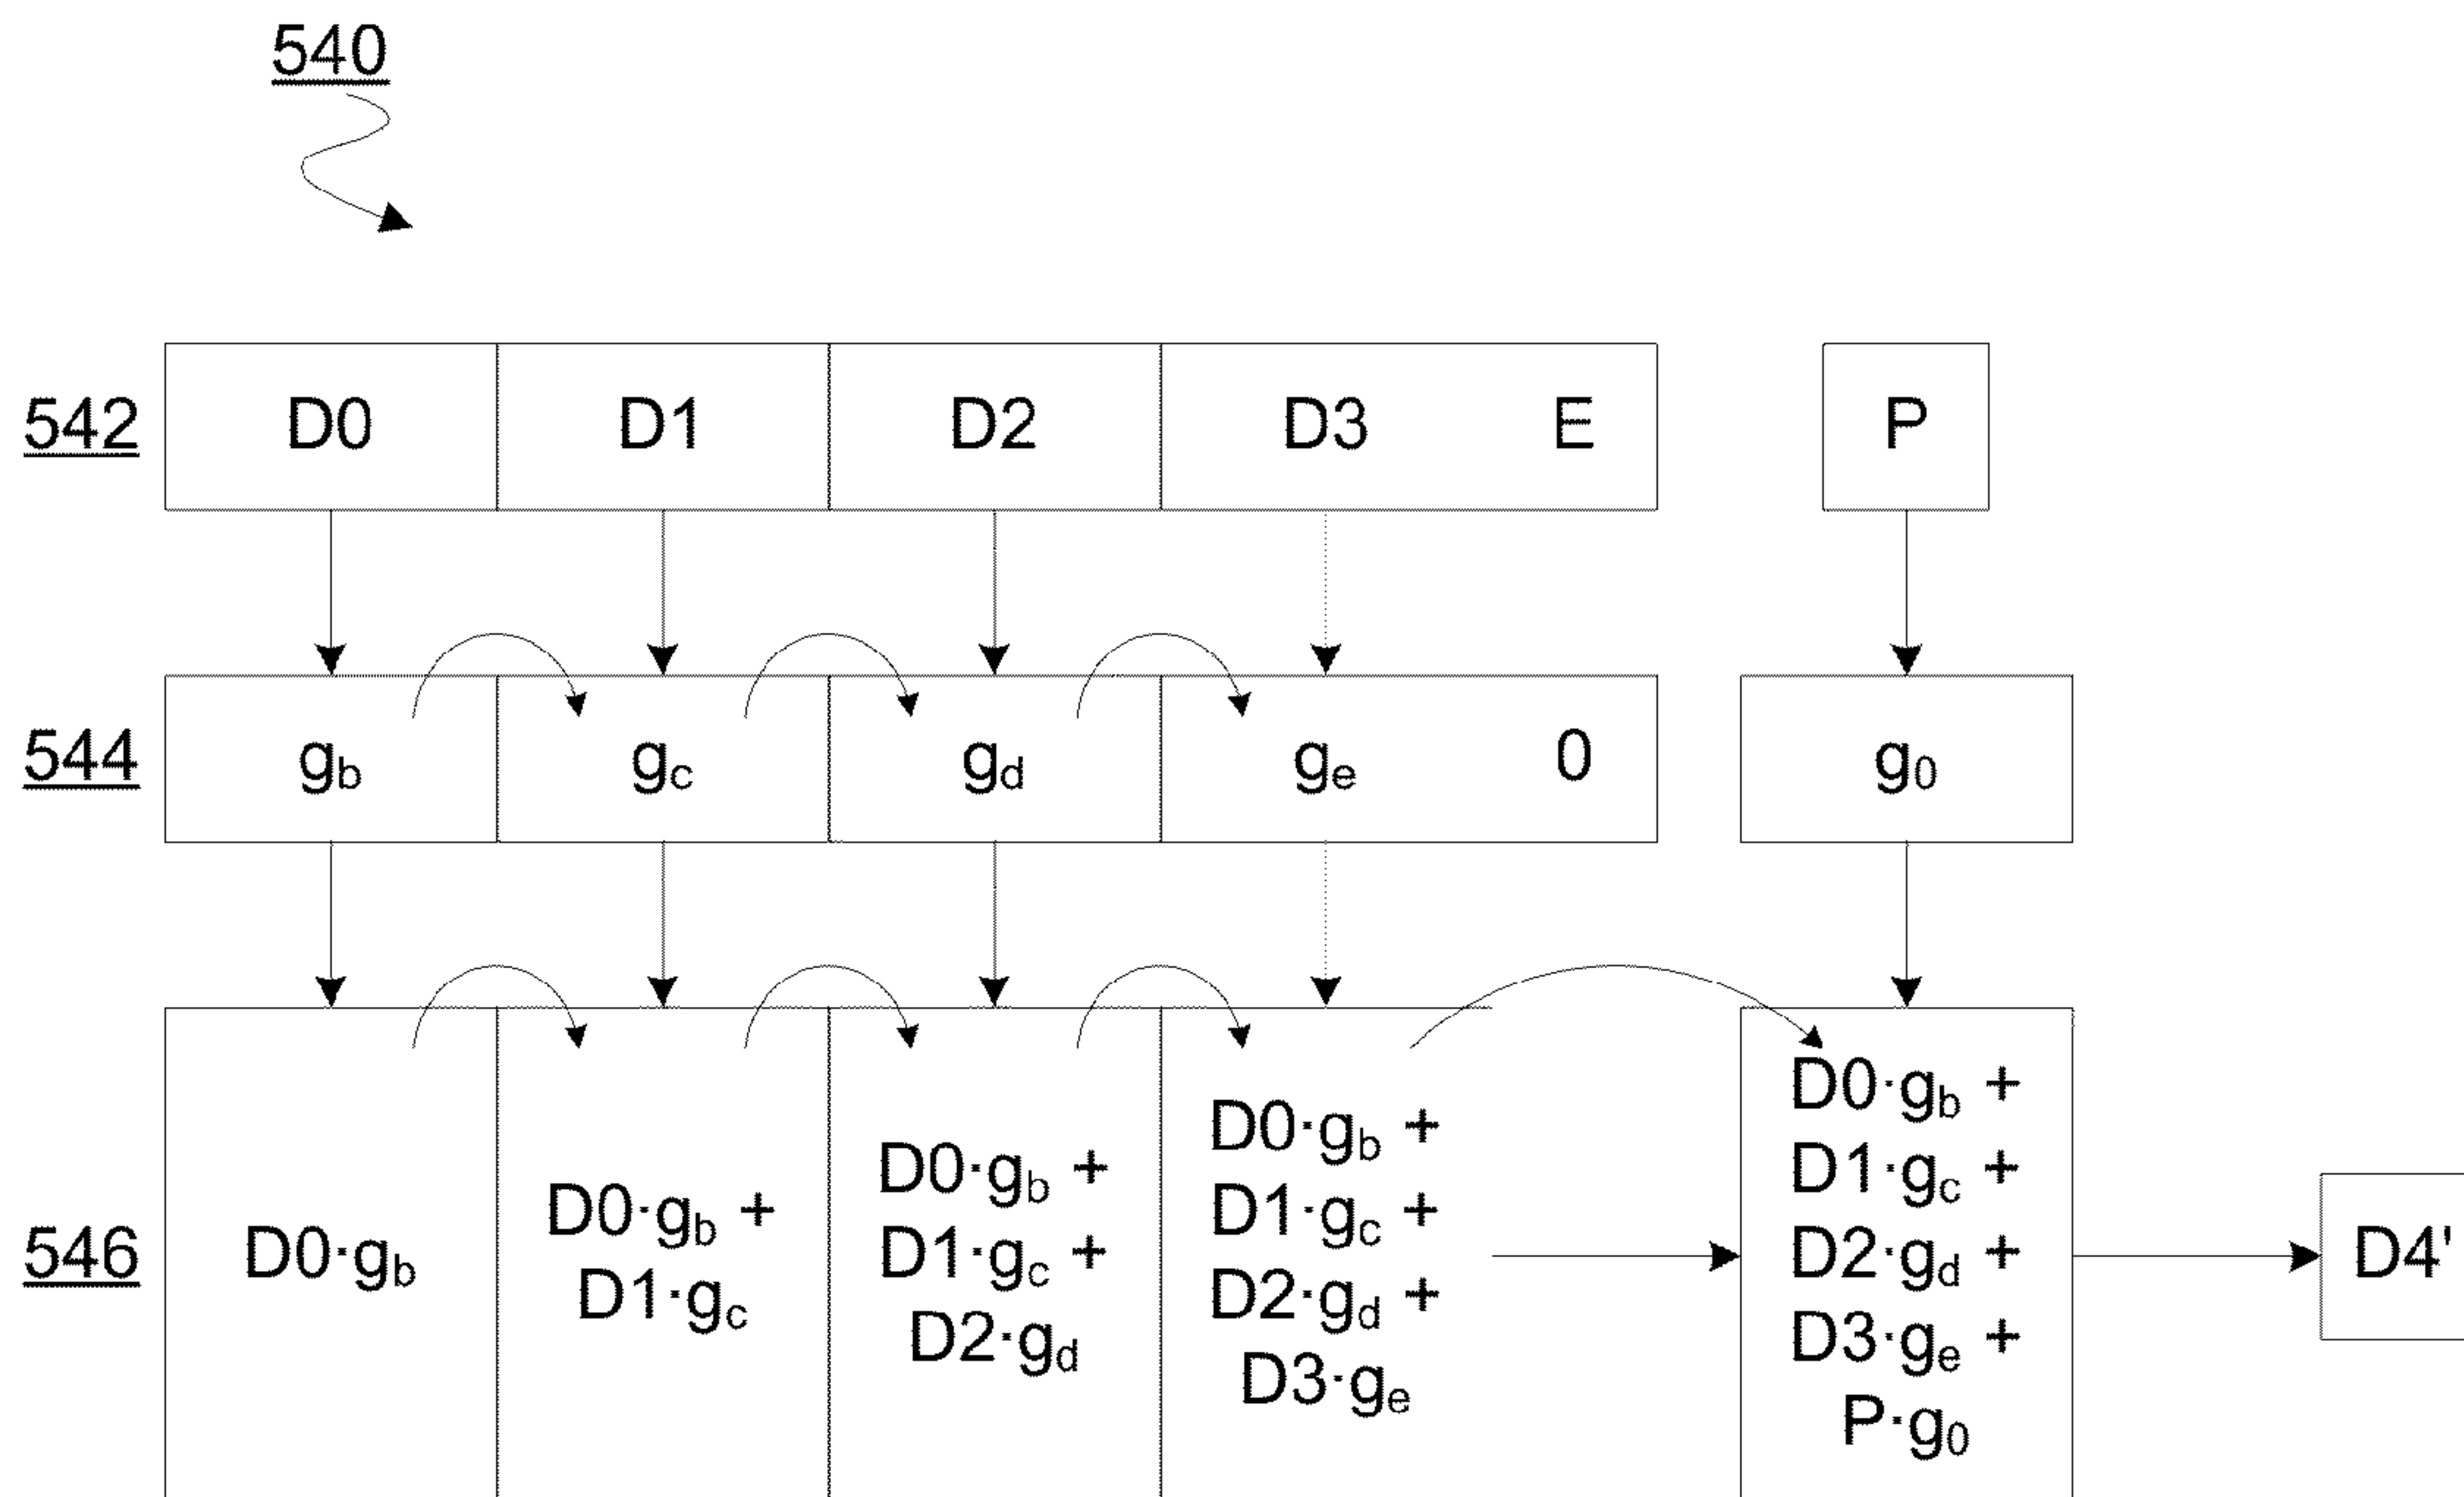 540
542 D0 D1 D2 D3 E P
544 gb gc gd ge 0 g0
546
D0·gb
D0·gb +
D1·gc
D0·gb +
D1·gc +
D2·gd
D0·gb +
D1·gc +
D2·gd +
D3·ge
D0·gb +
D1·gc +
D2·gd +
D3·ge +
P·g0
D4'